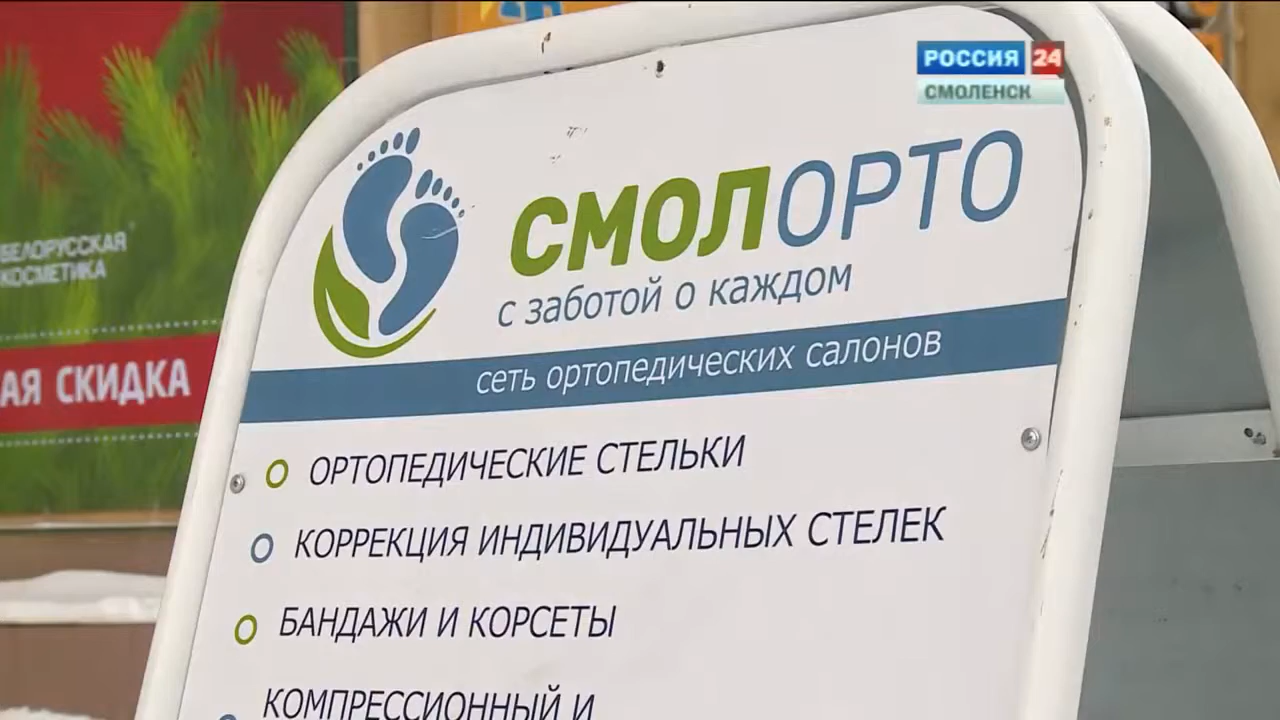 РОССИЯ 24
СМОЛЕНСК
СМОЛОРТО
с заботой о каждом
сеть ортопедических салонов
ОРТОПЕДИЧЕСКИЕ СТЕЛЬКИ
КОРРЕКЦИЯ ИНДИВИДУАЛЬНЫХ СТЕЛЕК
БАНДАЖИ И КОРСЕТЫ
КОМПРЕССИОННЫЙ И
БЕЛОРУССКАЯ
КОСМЕТИКА
АЯ СКИДКА